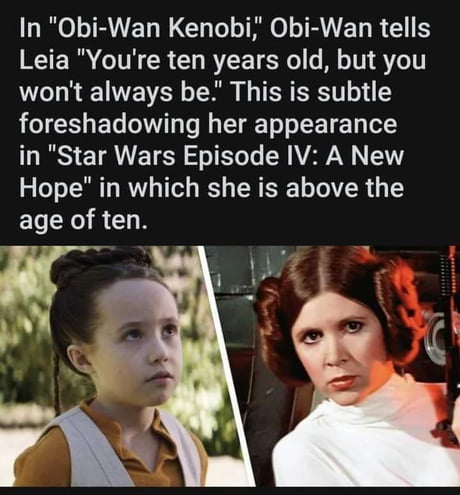 In "Obi-Wan Kenobi," Obi-Wan tells
Leia "You're ten years old, but you
won't always be." This is subtle
foreshadowing her appearance
in "Star Wars Episode IV: A New
Hope" in which she is above the
age of ten.